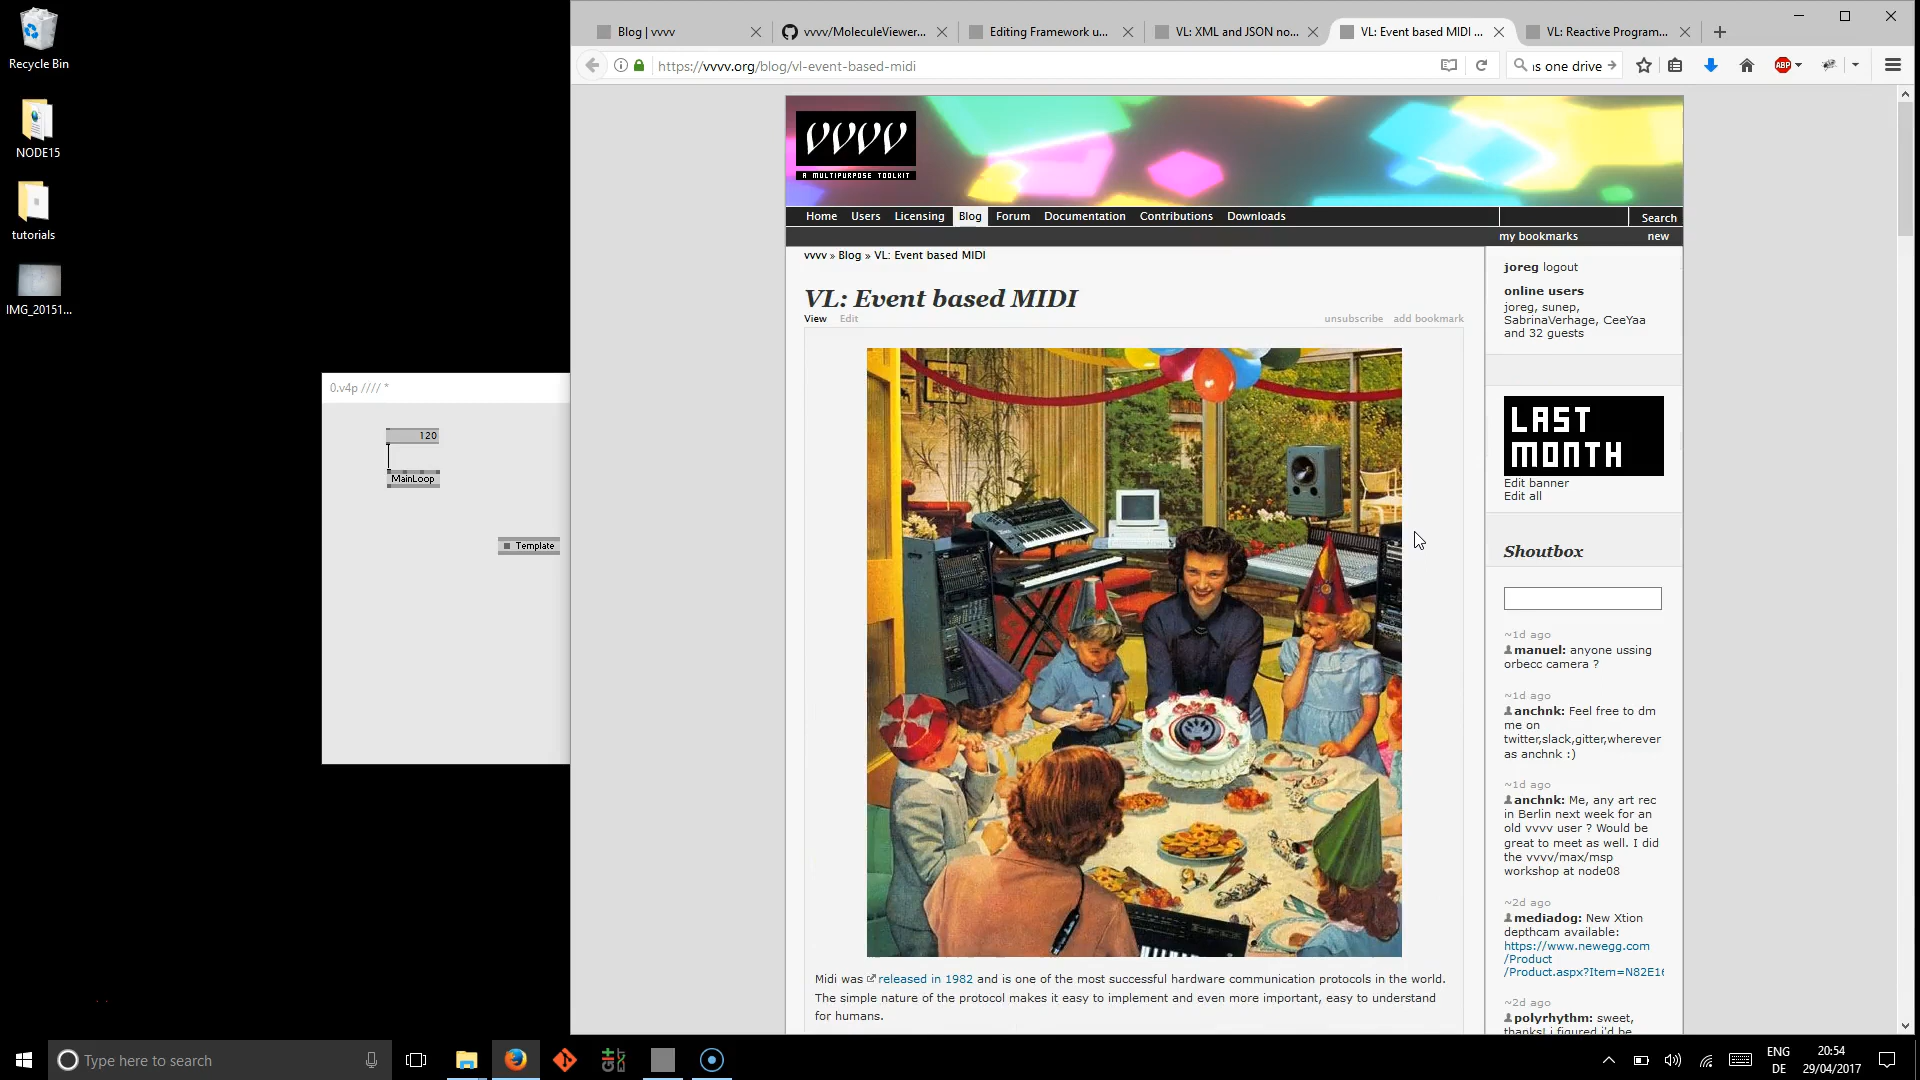 Recycle Bin
NODE15
tutorials
IMG_20151...
0.v4p //// *
120
MainLoop
Template
Blog | vvvv
vvvv/MoleculeViewer...
Editing Framework u...
VL: XML and JSON no...
VL: Event based MIDI ...
VL: Reactive Program...
https://vvvv.org/blog/vl-event-based-midi
is one drive
ABP
vvvv
A MULTIPURPOSE TOOLKIT
Home Users Licensing Blog Forum Documentation Contributions Downloads Search
my bookmarks new
vvvv » Blog » VL: Event based MIDI
VL: Event based MIDI
View Edit unsubscribe add bookmark
Midi was released in 1982 and is one of the most successful hardware communication protocols in the world.
The simple nature of the protocol makes it easy to implement and even more important, easy to understand
for humans.
joreg logout
online users
joreg, sunep,
SabrinaVerhage, CeeYaa
and 32 guests
LAST
MONTH
Edit banner
Edit all
Shoutbox
~1d ago
manuel: anyone ussing
orbecc camera ?
~1d ago
anchnk: Feel free to dm
me on
twitter,slack,gitter,wherever
as anchnk :)
~1d ago
anchnk: Me, any art rec
in Berlin next week for an
old vvvv user ? Would be
great to meet as well. I did
the vvvv/max/msp
workshop at node08
~2d ago
mediadog: New Xtion
depthcam available:
https://www.newegg.com
/Product
/Product.aspx?Item=N82E16
~2d ago
polyrhythm: sweet,
thanks! i figured i'd be
Type here to search
ENG
DE
20:54
29/04/2017